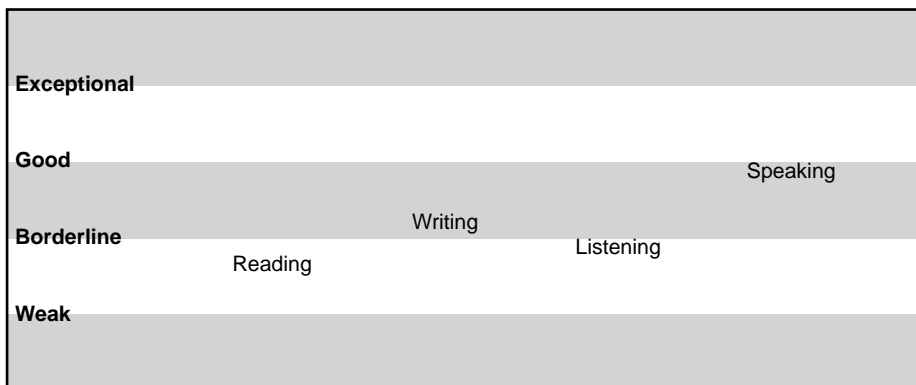 Exceptional
Good
Speaking
Writing
Borderline
Listening
Reading
Weak